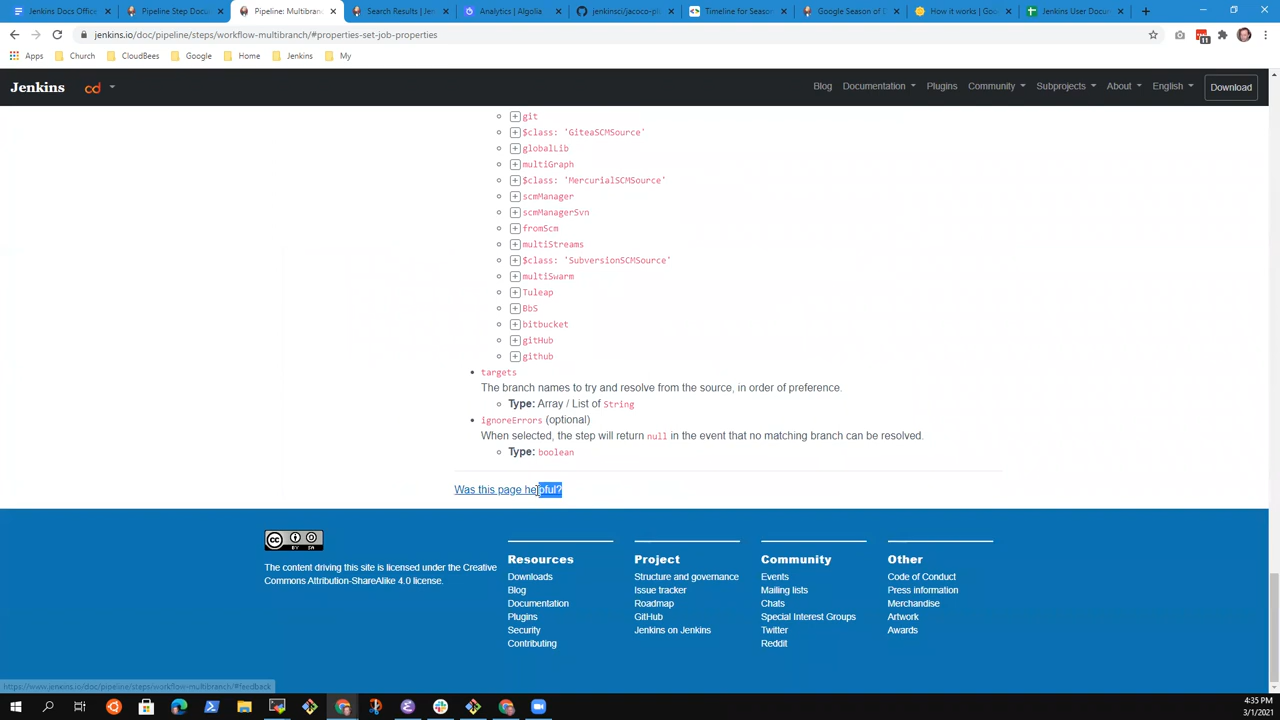 Jenkins Docs Office
Pipeline Step Docu
Pipeline: Multibranch
Search Results | Jen
Analytics | Algolia
jenkinsci/jacoco-pl
Timeline for Season
Google Season of D
How it works | Goo
Jenkins User Docum
jenkins.io/doc/pipeline/steps/workflow-multibranch/#properties-set-job-properties
11
Apps
Church
CloudBees
Google
Home
Jenkins
My
Jenkins
cd
Blog
Documentation
Plugins
Community
Subprojects
About
English
Download
git
$class: 'GiteaSCMSource'
globalLib
multiGraph
$class: 'MercurialSCMSource'
scmManager
scmManagerSvn
fromScm
multiStreams
$class: 'SubversionSCMSource'
multiSwarm
Tuleap
BbS
bitbucket
gitHub
github
targets
The branch names to try and resolve from the source, in order of preference.
Type: Array / List of String
ignoreErrors (optional)
When selected, the step will return null in the event that no matching branch can be resolved.
Type: boolean
Was this page helpful?
CC
BY SA
The content driving this site is licensed under the Creative
Commons Attribution-ShareAlike 4.0 license.
Resources
Downloads
Blog
Documentation
Plugins
Security
Contributing
Project
Structure and governance
Issue tracker
Roadmap
GitHub
Jenkins on Jenkins
Community
Events
Mailing lists
Chats
Special Interest Groups
Twitter
Reddit
Other
Code of Conduct
Press information
Merchandise
Artwork
Awards
https://www.jenkins.io/doc/pipeline/steps/workflow-multibranch/#feedback
4:35 PM
3/1/2021